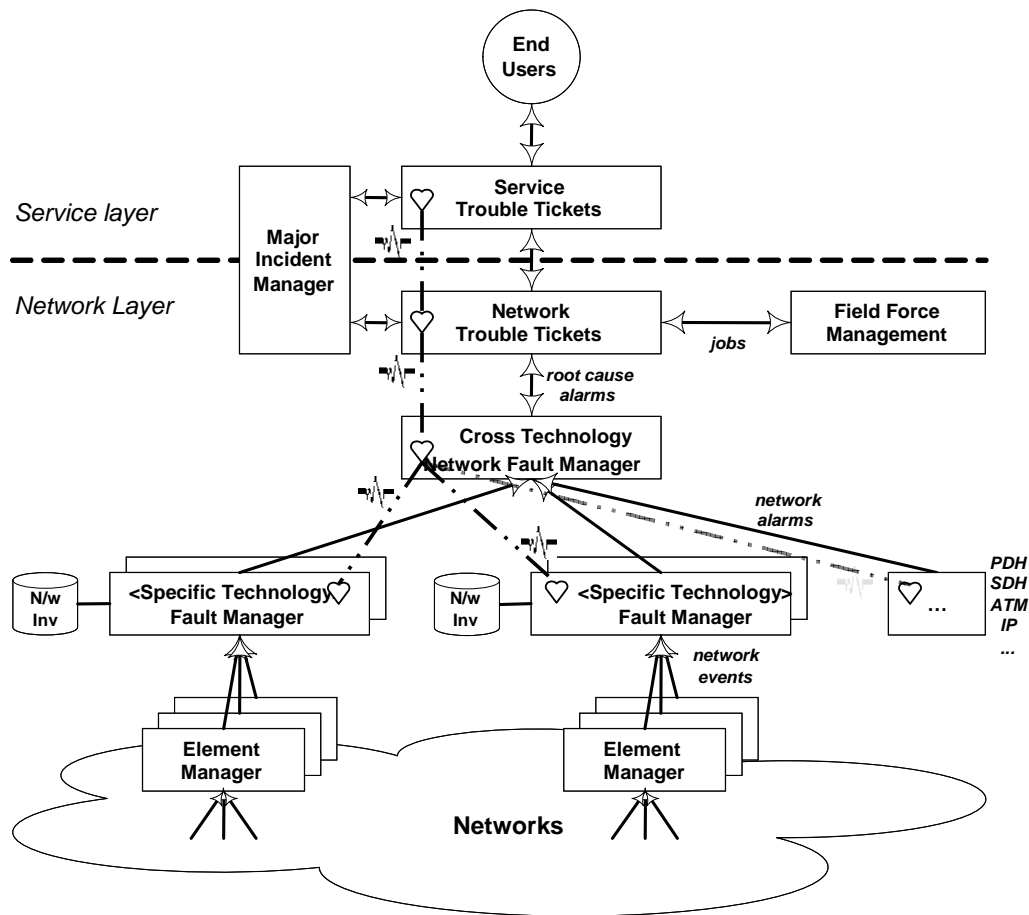 End
Users
Service
Trouble Tickets
Service layer
Major
Incident
Manager
Network Layer
Network
Trouble Tickets
Field Force
Management
jobs
root cause
alarms
Cross Technology
Network Fault Manager
network
alarms
N/w
Inv
<Specific Technology
Fault Manager
N/w
Inv
<Specific Technology>
Fault Manager
...
PDH
SDH
ATM
IP
...
network
events
Element
Manager
Element
Manager
Networks